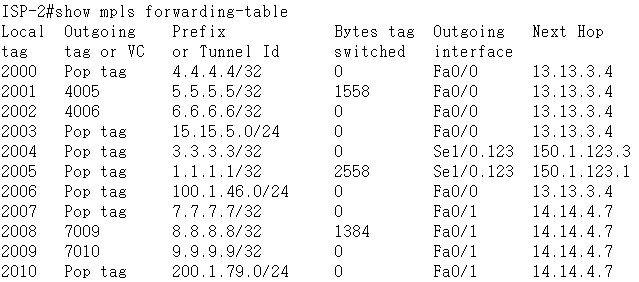 ISP-2#show mpls forwarding-table
Local Outgoing Prefix Bytes tag Outgoing Next Hop
tag tag or VC or Tunnel Id switched interface
2000 Pop tag 4.4.4.4/32 0 Fa0/0 13.13.3.4
2001 4005 5.5.5.5/32 1558 Fa0/0 13.13.3.4
2002 4006 6.6.6.6/32 0 Fa0/0 13.13.3.4
2003 Pop tag 15.15.5.0/24 0 Fa0/0 13.13.3.4
2004 Pop tag 3.3.3.3/32 0 Se1/0.123 150.1.123.3
2005 Pop tag 1.1.1.1/32 2558 Se1/0.123 150.1.123.1
2006 Pop tag 100.1.46.0/24 0 Fa0/0 13.13.3.4
2007 Pop tag 7.7.7.7/32 0 Fa0/1 14.14.4.7
2008 7009 8.8.8.8/32 1384 Fa0/1 14.14.4.7
2009 7010 9.9.9.9/32 0 Fa0/1 14.14.4.7
2010 Pop tag 200.1.79.0/24 0 Fa0/1 14.14.4.7